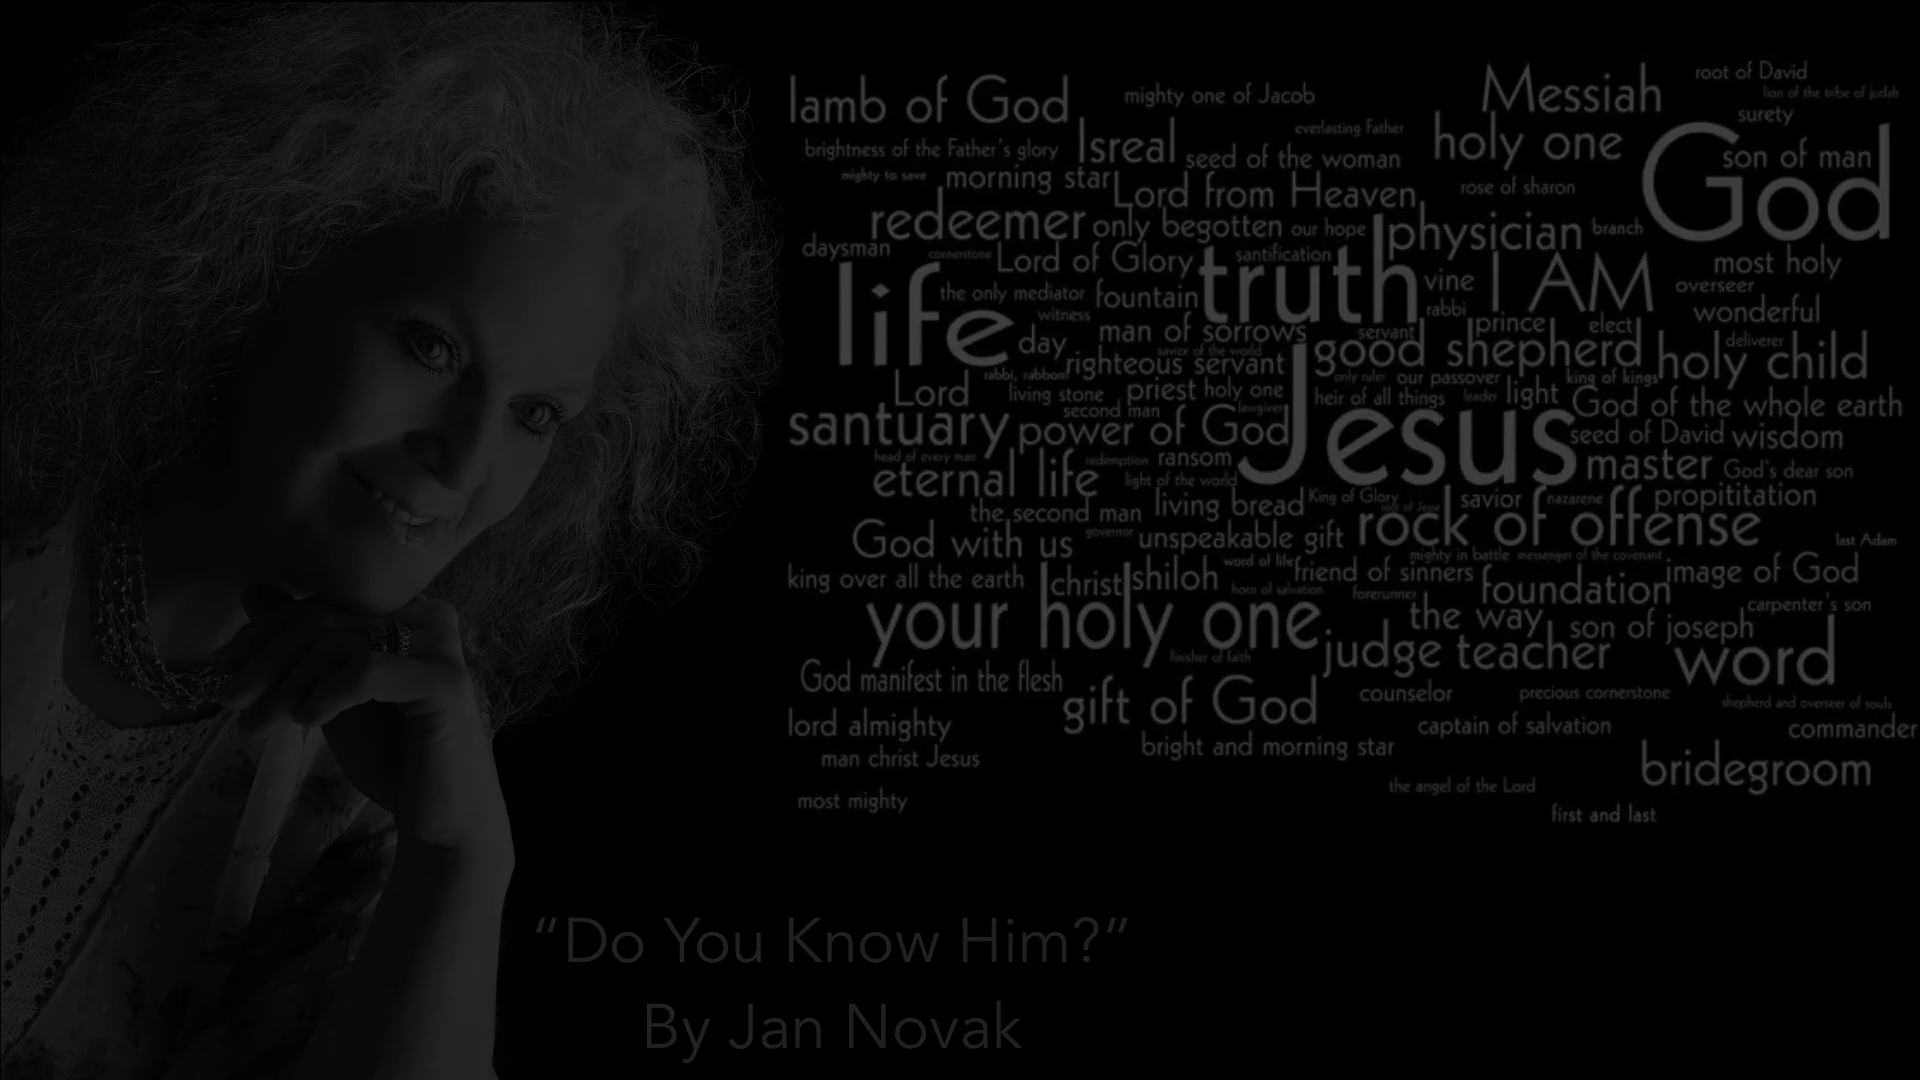 lamb of God mighty one of Jacob Messiah root of David
lion of the tribe of judah
surety
brightness of the Father's glory Isreal everlasting Father holy one God
seed of the woman son of man
mighty to save morning star Lord from Heaven rose of sharon
redeemer only begotten our hope physician branch
daysman cornerstone Lord of Glory santification most holy
life truth vine I AM overseer
the only mediator fountain rabbi wonderful
witness man of sorrows servant prince elect
day savior of the world good shepherd deliverer holy child
rabbi, rabboni righteous servant Jesus only ruler our passover king of kings
Lord living stone priest holy one heir of all things leader light God of the whole earth
second man lawgiver
santuary power of God seed of David wisdom
head of every man redemption ransom master God's dear son
eternal life light of the world
living bread King of Glory savior nazarene propititation
the second man root of Jesse rock of offense
God with us governor unspeakable gift last Adam
word of life mighty in battle messenger of the covenant
king over all the earth christ shiloh friend of sinners image of God
horn of salvation forerunner foundation
your holy one the way carpenter's son
son of joseph
finisher of faith judge teacher word
God manifest in the flesh gift of God counselor precious cornerstone
shepherd and overseer of souls
lord almighty captain of salvation commander
man christ Jesus bright and morning star bridegroom
the angel of the Lord
most mighty first and last
“Do You Know Him?”
By Jan Novak